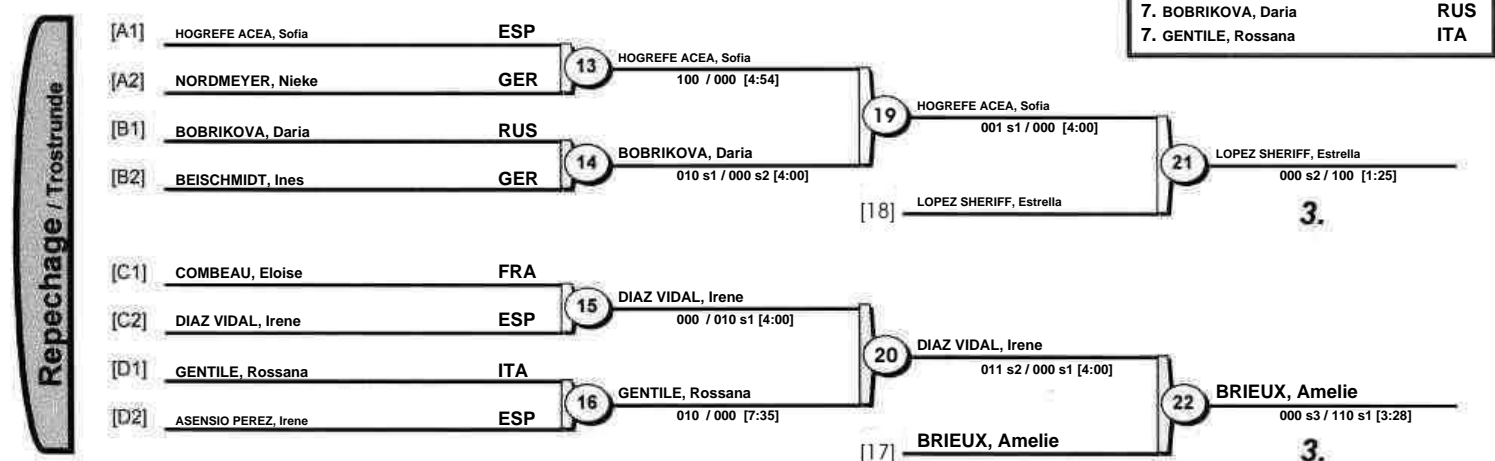 7. BOBRIKOVA, Daria RUS
7. GENTILE, Rossana ITA
Repechage / Trostrunde
[A1] HOGREFE ACEA, Sofia ESP
13 HOGREFE ACEA, Sofia
100 / 000 [4:54]
[A2] NORDMEYER, Nieke GER
19 HOGREFE ACEA, Sofia
001 s1 / 000 [4:00]
[B1] BOBRIKOVA, Daria RUS
14 BOBRIKOVA, Daria
010 s1 / 000 s2 [4:00]
[B2] BEISCHMIDT, Ines GER
21 LOPEZ SHERIFF, Estrella
000 s2 / 100 [1:25]
[18] LOPEZ SHERIFF, Estrella
3.
[C1] COMBEAU, Eloise FRA
15 DIAZ VIDAL, Irene
000 / 010 s1 [4:00]
[C2] DIAZ VIDAL, Irene ESP
20 DIAZ VIDAL, Irene
011 s2 / 000 s1 [4:00]
[D1] GENTILE, Rossana ITA
16 GENTILE, Rossana
010 / 000 [7:35]
[D2] ASENSIO PEREZ, Irene ESP
22 BRIEUX, Amelie
000 s3 / 110 s1 [3:28]
[17] BRIEUX, Amelie
3.